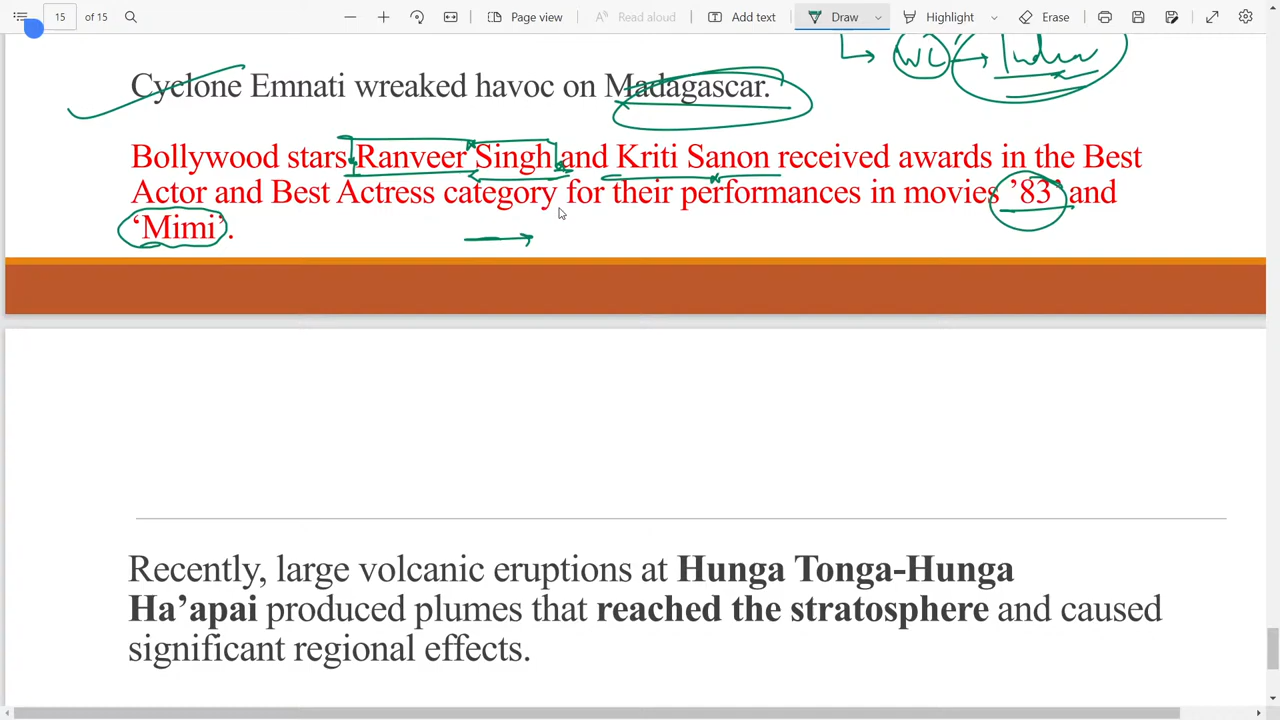 15 of 15 Page view Read aloud Add text Draw Highlight Erase
WC → India
Cyclone Emnati wreaked havoc on Madagascar.
Bollywood stars Ranveer Singh and Kriti Sanon received awards in the Best
Actor and Best Actress category for their performances in movies ’83’ and
‘Mimi’.
Recently, large volcanic eruptions at Hunga Tonga-Hunga
Ha’apai produced plumes that reached the stratosphere and caused
significant regional effects.